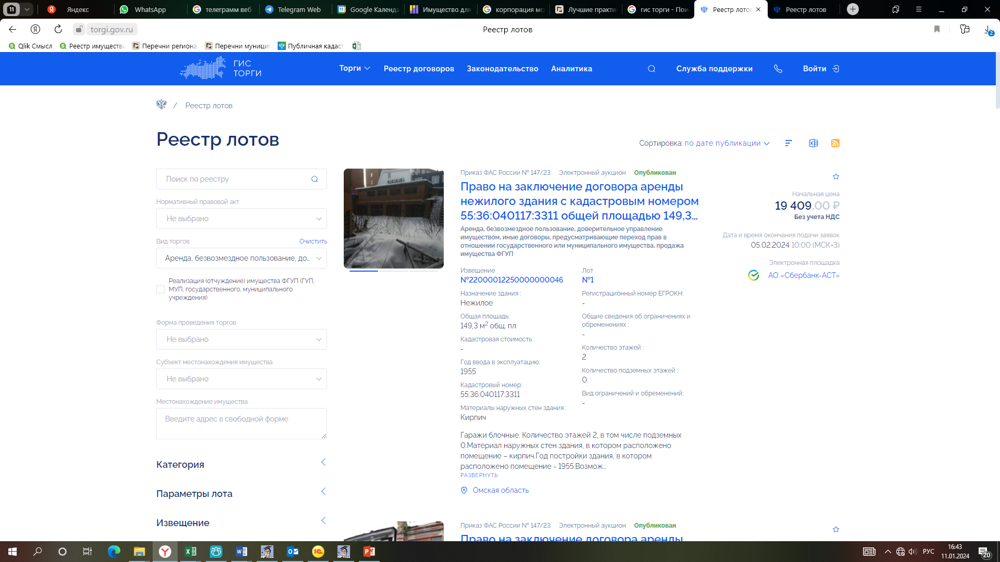 11
Яндекс
WhatsApp
телеграмм веб
Telegram Web
Google Календа
Имущество для
корпорация мс
Лучшие практи
гис торги - Пои
Реестр лотов
Реестр лотов
torgi.gov.ru
Реестр лотов
2
Qlik Смысл
Реестр имущества
Перечни региона
Перечни муници
Публичная кадаст
ГИС
ТОРГИ
Торги
Реестр договоров
Законодательство
Аналитика
Служба поддержки
Войти
/ Реестр лотов
Реестр лотов
Сортировка: по дате публикации
Поиск по реестру
Нормативный правовой акт
Не выбрано
Вид торгов
Очистить
Аренда, безвозмездное пользование, до...
Реализация (отчуждение) имущества ФГУП (ГУП,
МУП, государственного, муниципального
учреждения)
Форма проведения торгов
Не выбрано
Субъект местонахождения имущества
Не выбрано
Местонахождение имущества
Введите адрес в свободной форме
Категория
Параметры лота
Извещение
Приказ ФАС России № 147/23 Электронный аукцион Опубликован
Право на заключение договора аренды
нежилого здания с кадастровым номером
55:36:040117:3311 общей площадью 149,3...
Аренда, безвозмездное пользование, доверительное управление
имуществом, иные договоры, предусматривающие переход прав в
отношении государственного или муниципального имущества, продажа
имущества ФГУП
Извещение
№22000012250000000046
Назначение здания :
Нежилое
Общая площадь:
149,3 м2 общ. пл
Кадастровая стоимость :
-
Год ввода в эксплуатацию:
1955
Кадастровый номер:
55:36:040117:3311
Материалы наружных стен здания :
Кирпич
Лот
№1
Регистрационный номер ЕГРОКН:
-
Общие сведения об ограничениях и
обременениях :
-
Количество этажей :
2
Количество подземных этажей :
0
Вид ограничений и обременений:
-
Гаражи блочные. Количество этажей 2, в том числе подземных
0.Материал наружных стен здания, в котором расположено
помещение – кирпич.Год постройки здания, в котором
расположено помещение - 1955.Возмож...
РАЗВЕРНУТЬ
Омская область
Начальная цена
19 409,00 ₽
Без учета НДС
Дата и время окончания подачи заявок
05.02.2024 10:00 (МСК+3)
Электронная площадка
АО «Сбербанк-АСТ»
Приказ ФАС России № 147/23 Электронный аукцион Опубликован
Право на заключение договора аренды
РУС
16:43
11.01.2024
20